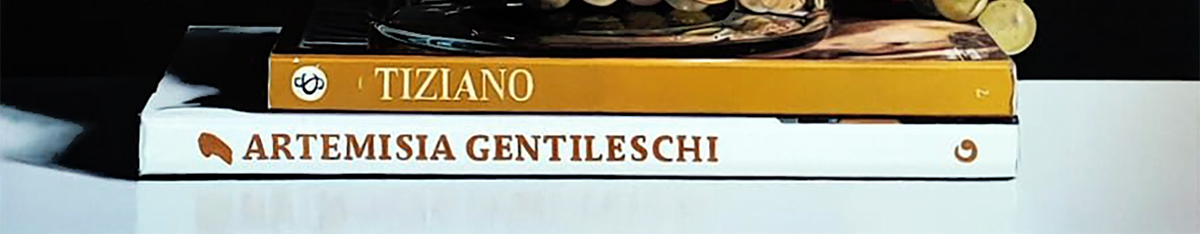 TIZIANO
ARTEMISIA GENTILESCHI